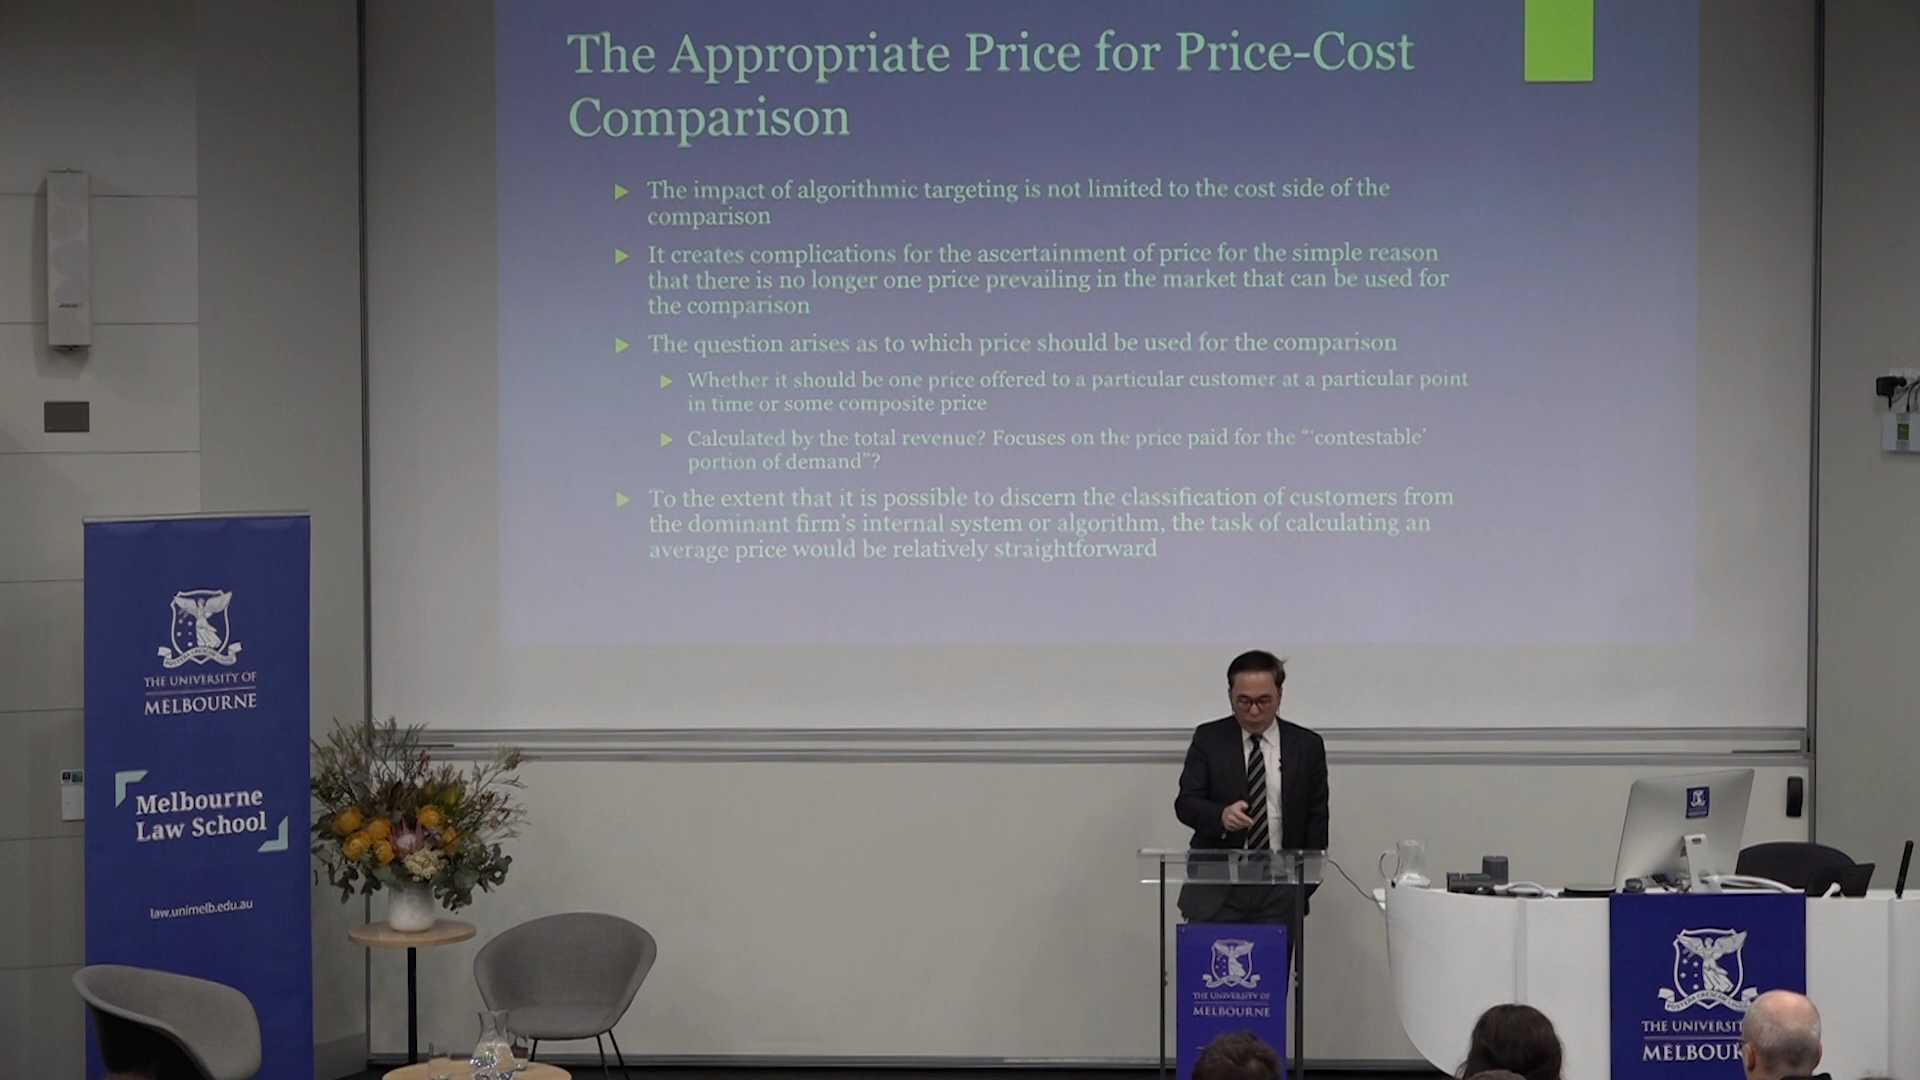 The Appropriate Price for Price-Cost
Comparison
The impact of algorithmic targeting is not limited to the cost side of the
comparison
It creates complications for the ascertainment of price for the simple reason
that there is no longer one price prevailing in the market that can be used for
the comparison
The question arises as to which price should be used for the comparison
Whether it should be one price offered to a particular customer at a particular point
in time or some composite price
Calculated by the total revenue? Focuses on the price paid for the “‘contestable’
portion of demand”?
To the extent that it is possible to discern the classification of customers from
the dominant firm’s internal system or algorithm, the task of calculating an
average price would be relatively straightforward
THE UNIVERSITY OF
MELBOURNE
Melbourne
Law School
law.unimelb.edu.au
THE UNIVERSITY OF
MELBOURNE
THE UNIVERSIT
MELBOUR